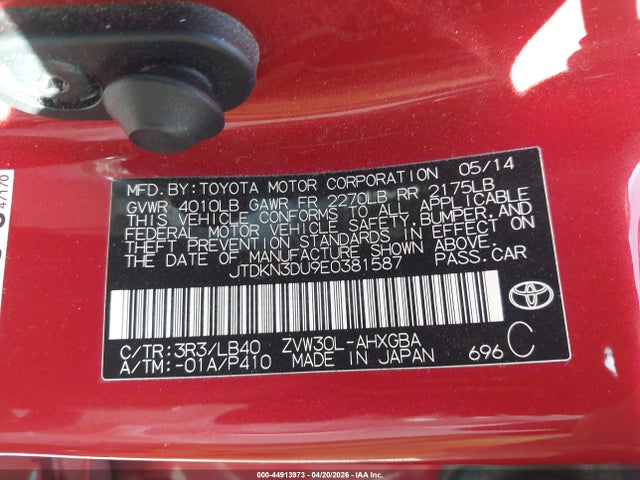 47170
MFD. BY: TOYOTA MOTOR CORPORATION 05/14
GVWR 4010LB GAWR FR 2270LB RR 2175LB
THIS VEHICLE CONFORMS TO ALL APPLICABLE
FEDERAL MOTOR VEHICLE SAFETY, BUMPER, AND
THEFT PREVENTION STANDARDS IN EFFECT ON
THE DATE OF MANUFACTURE SHOWN ABOVE.
JTDKN3DU9E0381587 PASS.CAR
C/TR: 3R3/LB40 ZVW30L-AHXGBA
A/TM: -01A/P410 MADE IN JAPAN 696 C
TOYOTA
000-44913973 - 04/20/2026 - IAA Inc.